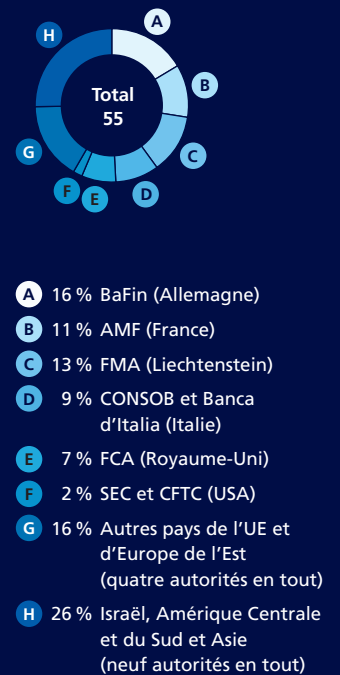 A
H
B
Total
55
G
C
F
E
D
A 16 % BaFin (Allemagne)
B 11 % AMF (France)
C 13 % FMA (Liechtenstein)
D 9 % CONSOB et Banca
d’Italia (Italie)
E 7 % FCA (Royaume-Uni)
F 2 % SEC et CFTC (USA)
G 16 % Autres pays de l’UE et
d’Europe de l’Est
(quatre autorités en tout)
H 26 % Israël, Amérique Centrale
et du Sud et Asie
(neuf autorités en tout)